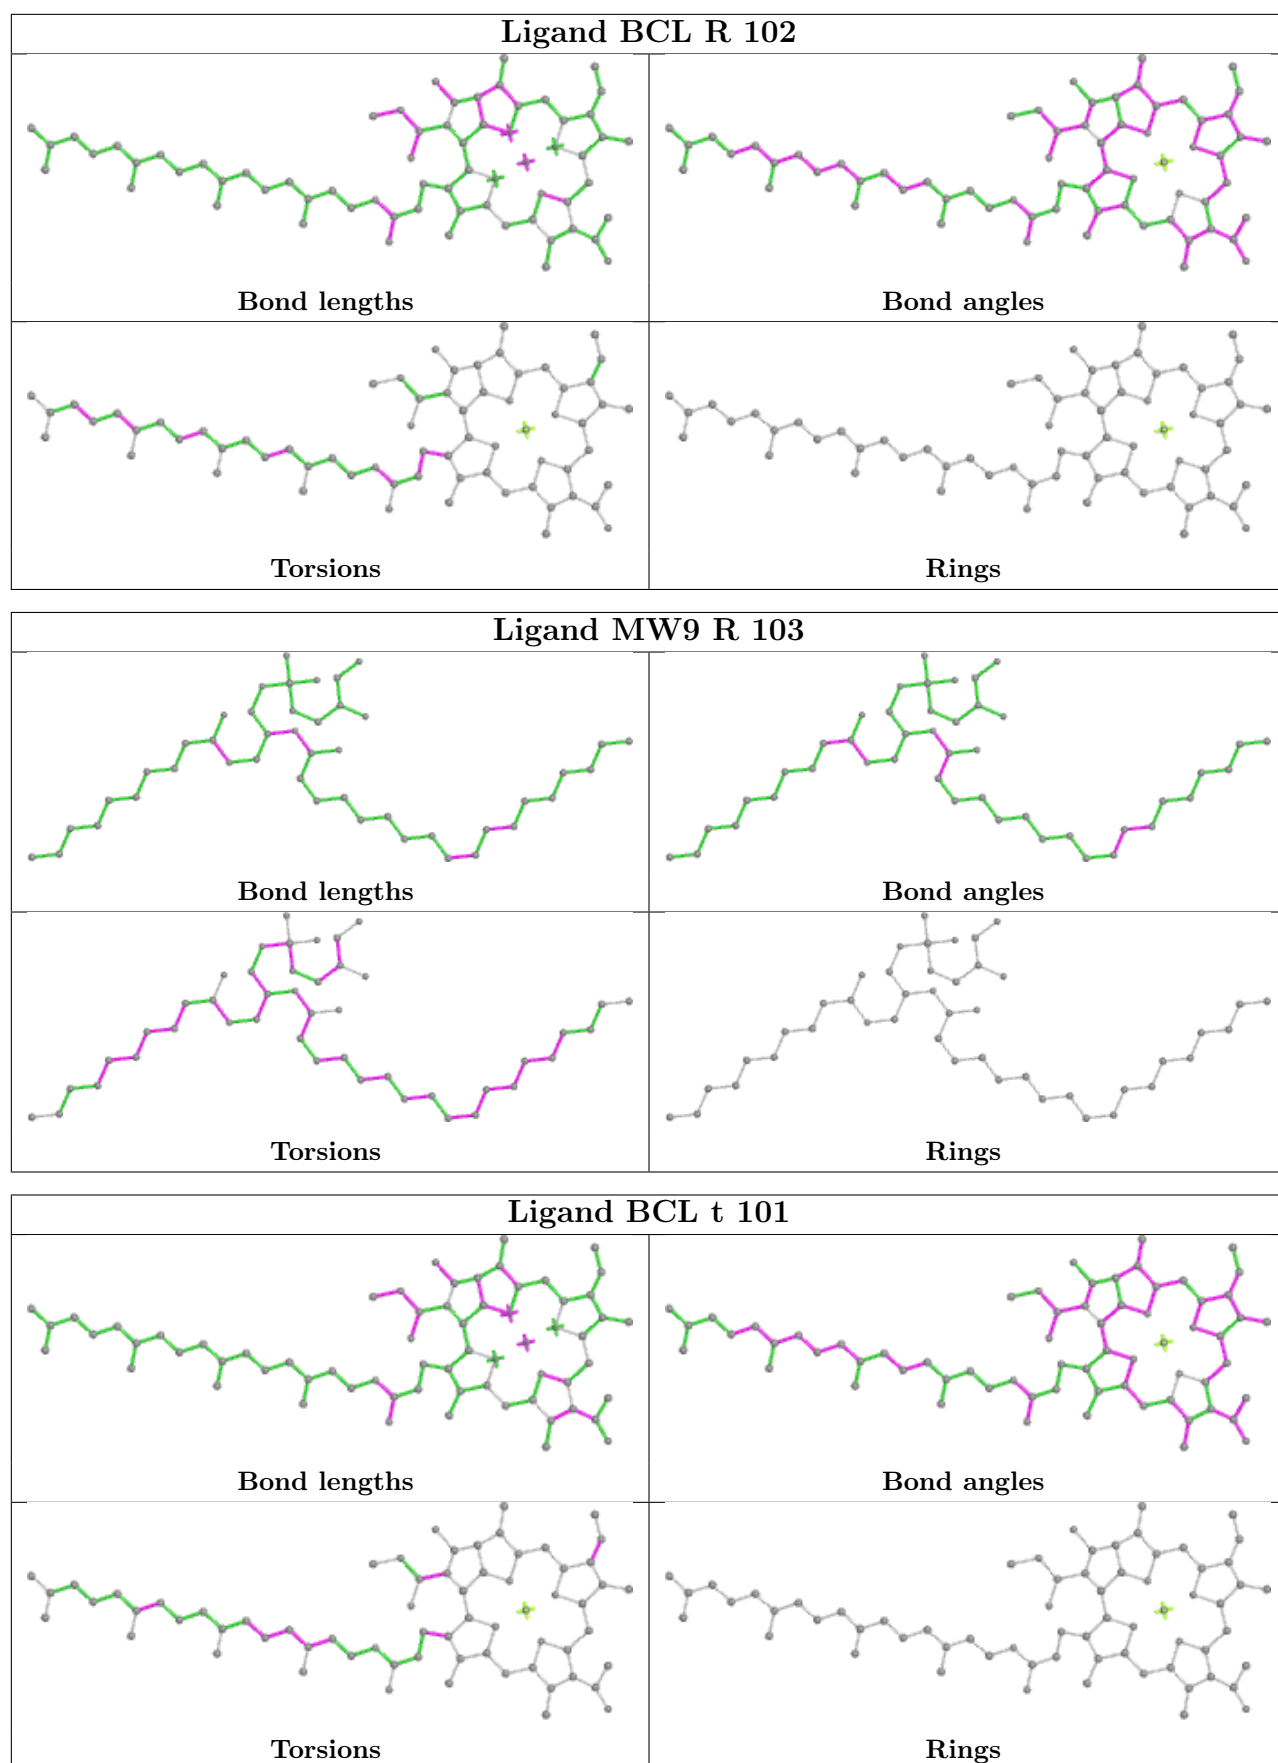 Ligand BCL R 102
Bond lengths
Bond angles
Torsions
Rings
Ligand MW9 R 103
Bond lengths
Bond angles
Torsions
Rings
Ligand BCL t 101
Bond lengths
Bond angles
Torsions
Rings